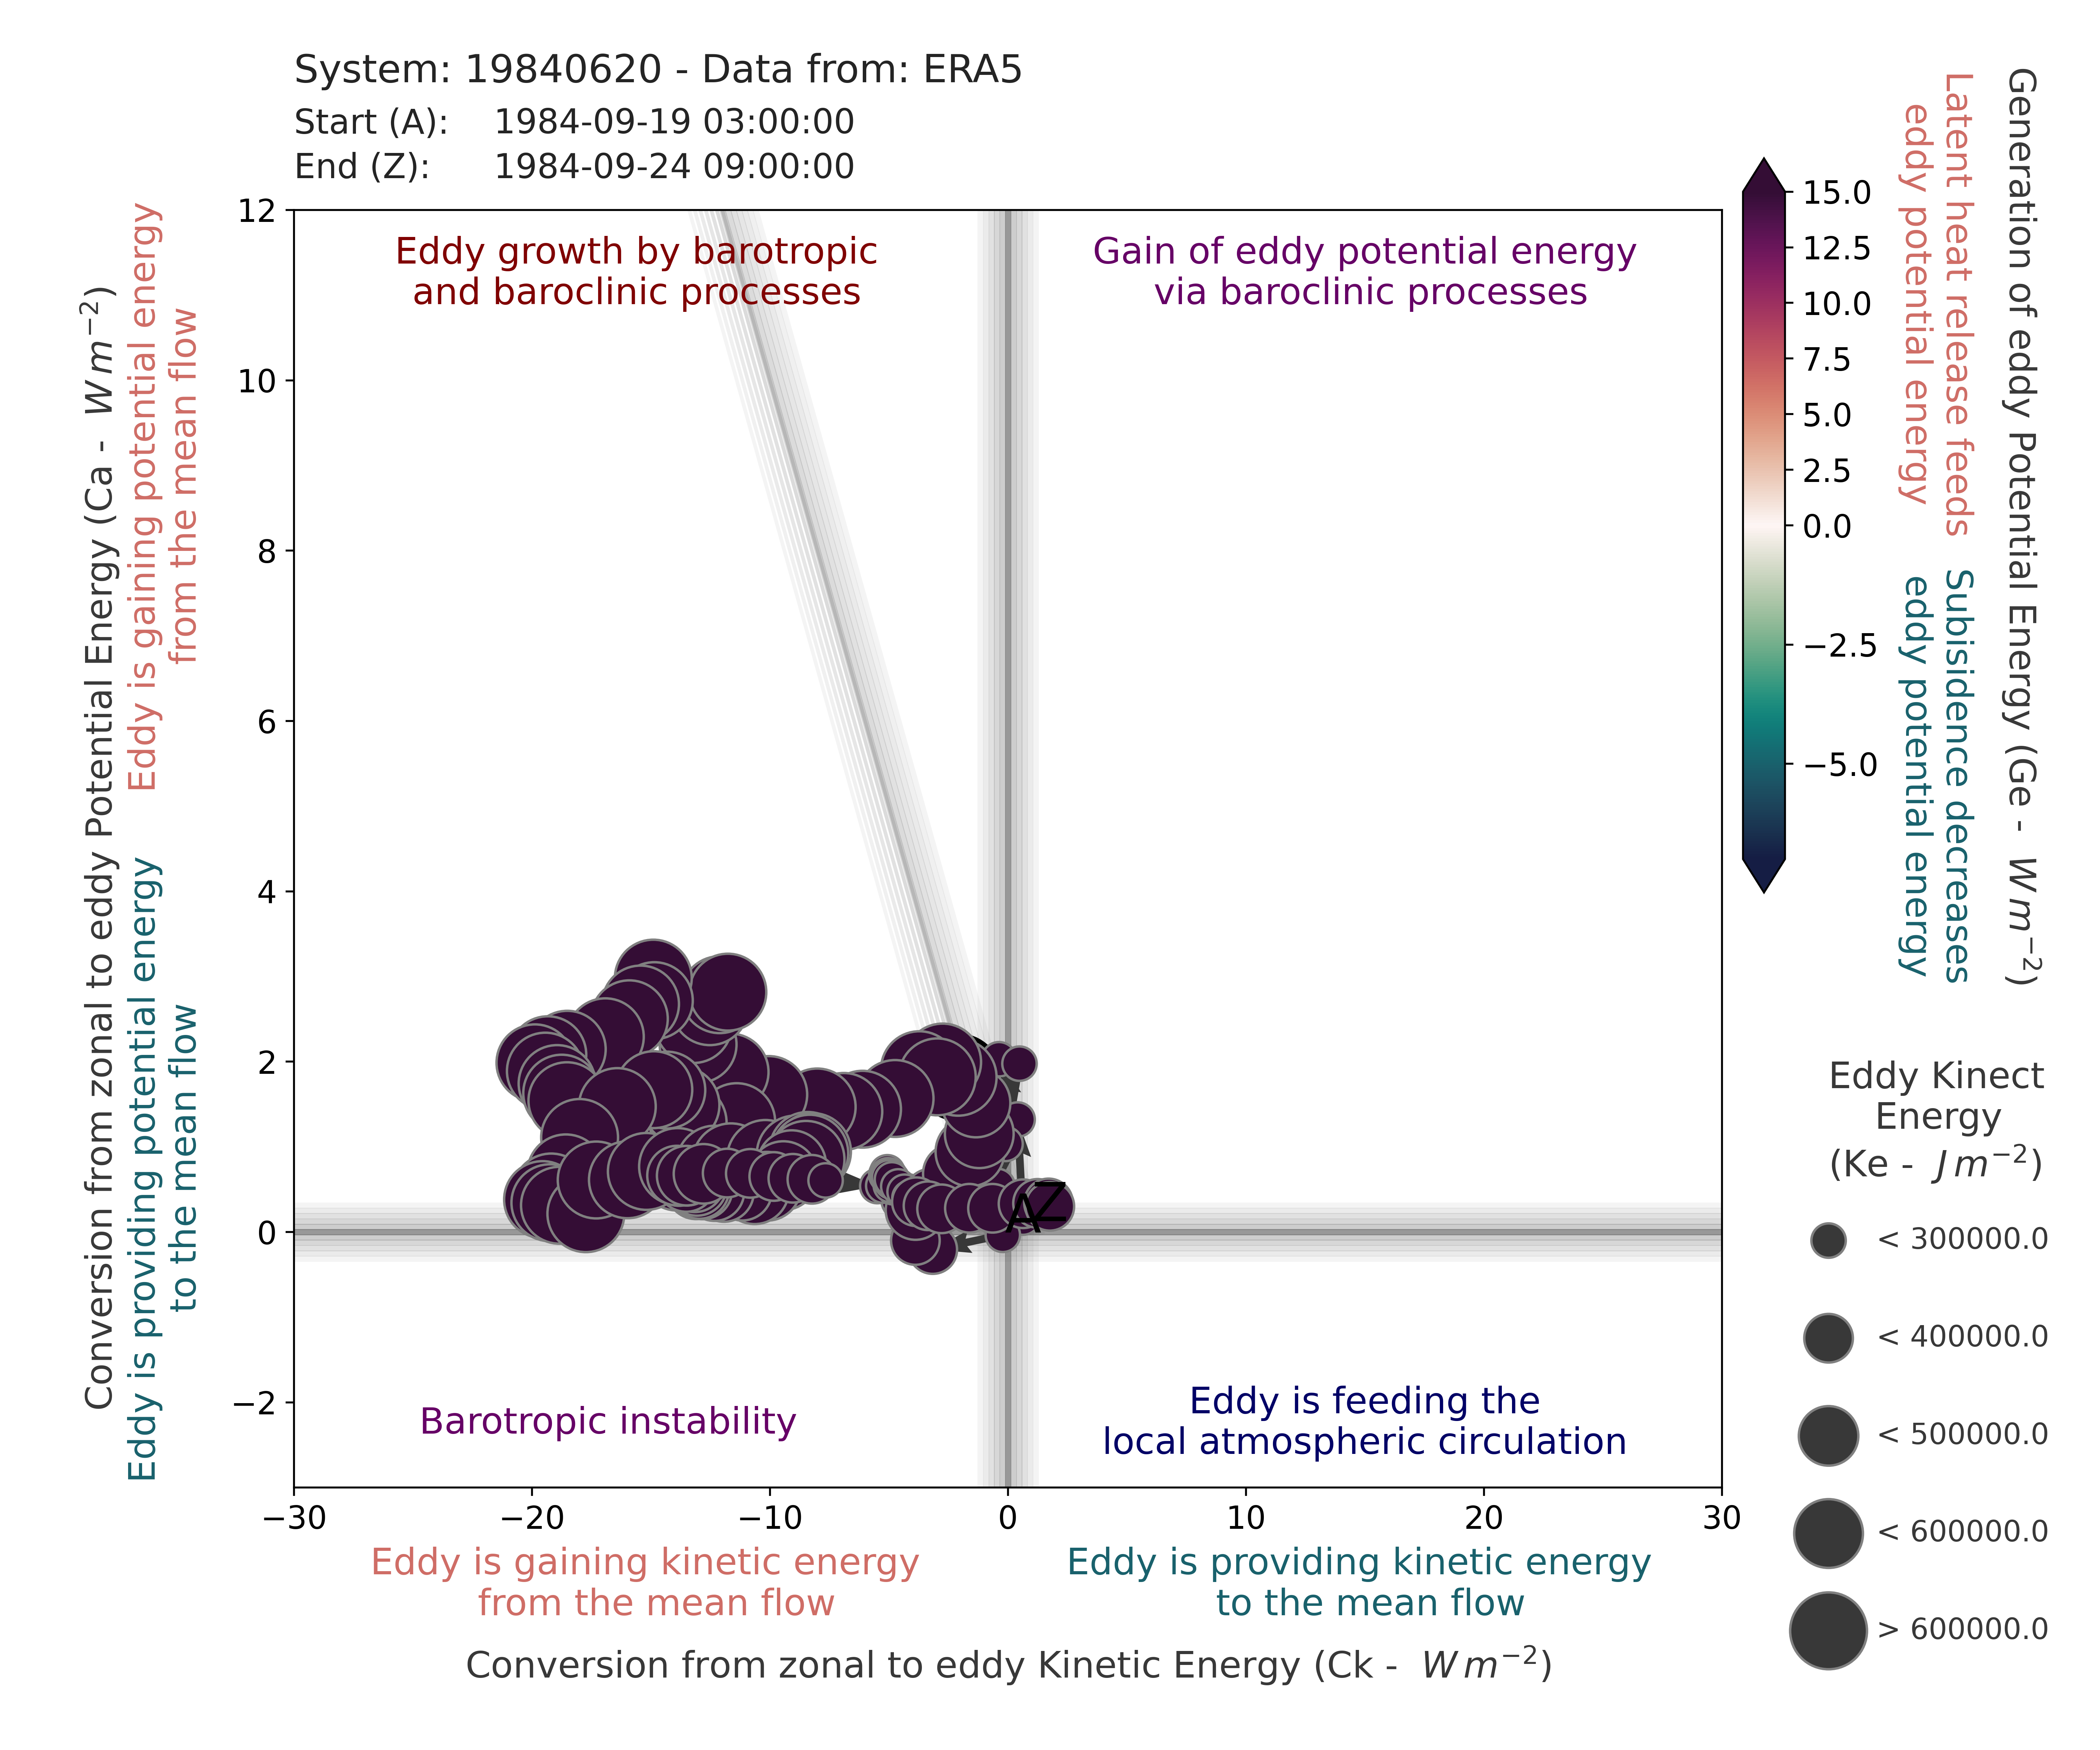 System: 19840620 - Data from: ERA5
Start (A): 1984-09-19 03:00:00
End (Z): 1984-09-24 09:00:00
Conversion from zonal to eddy Potential Energy (Ca - W m⁻²)
Eddy is gaining potential energy
from the mean flow
Eddy is providing potential energy
to the mean flow
12
10
8
6
4
2
0
−2
Eddy growth by barotropic
and baroclinic processes
Gain of eddy potential energy
via baroclinic processes
A
Z
Barotropic instability
Eddy is feeding the
local atmospheric circulation
−30
−20
−10
0
10
20
30
Eddy is gaining kinetic energy
from the mean flow
Eddy is providing kinetic energy
to the mean flow
Conversion from zonal to eddy Kinetic Energy (Ck - W m⁻²)
15.0
12.5
10.0
7.5
5.0
2.5
0.0
−2.5
−5.0
Latent heat release feeds
eddy potential energy
Subisidence decreases
eddy potential energy
Generation of eddy Potential Energy (Ge - W m⁻²)
Eddy Kinect
Energy
(Ke - J m⁻²)
< 300000.0
< 400000.0
< 500000.0
< 600000.0
> 600000.0